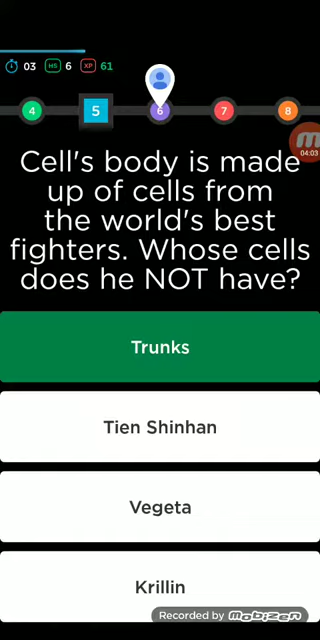 03 HS 6 XP 61
4 5 6 7 8
04:03
Cell's body is made
up of cells from
the world's best
fighters. Whose cells
does he NOT have?
Trunks
Tien Shinhan
Vegeta
Krillin
Recorded by mobizen